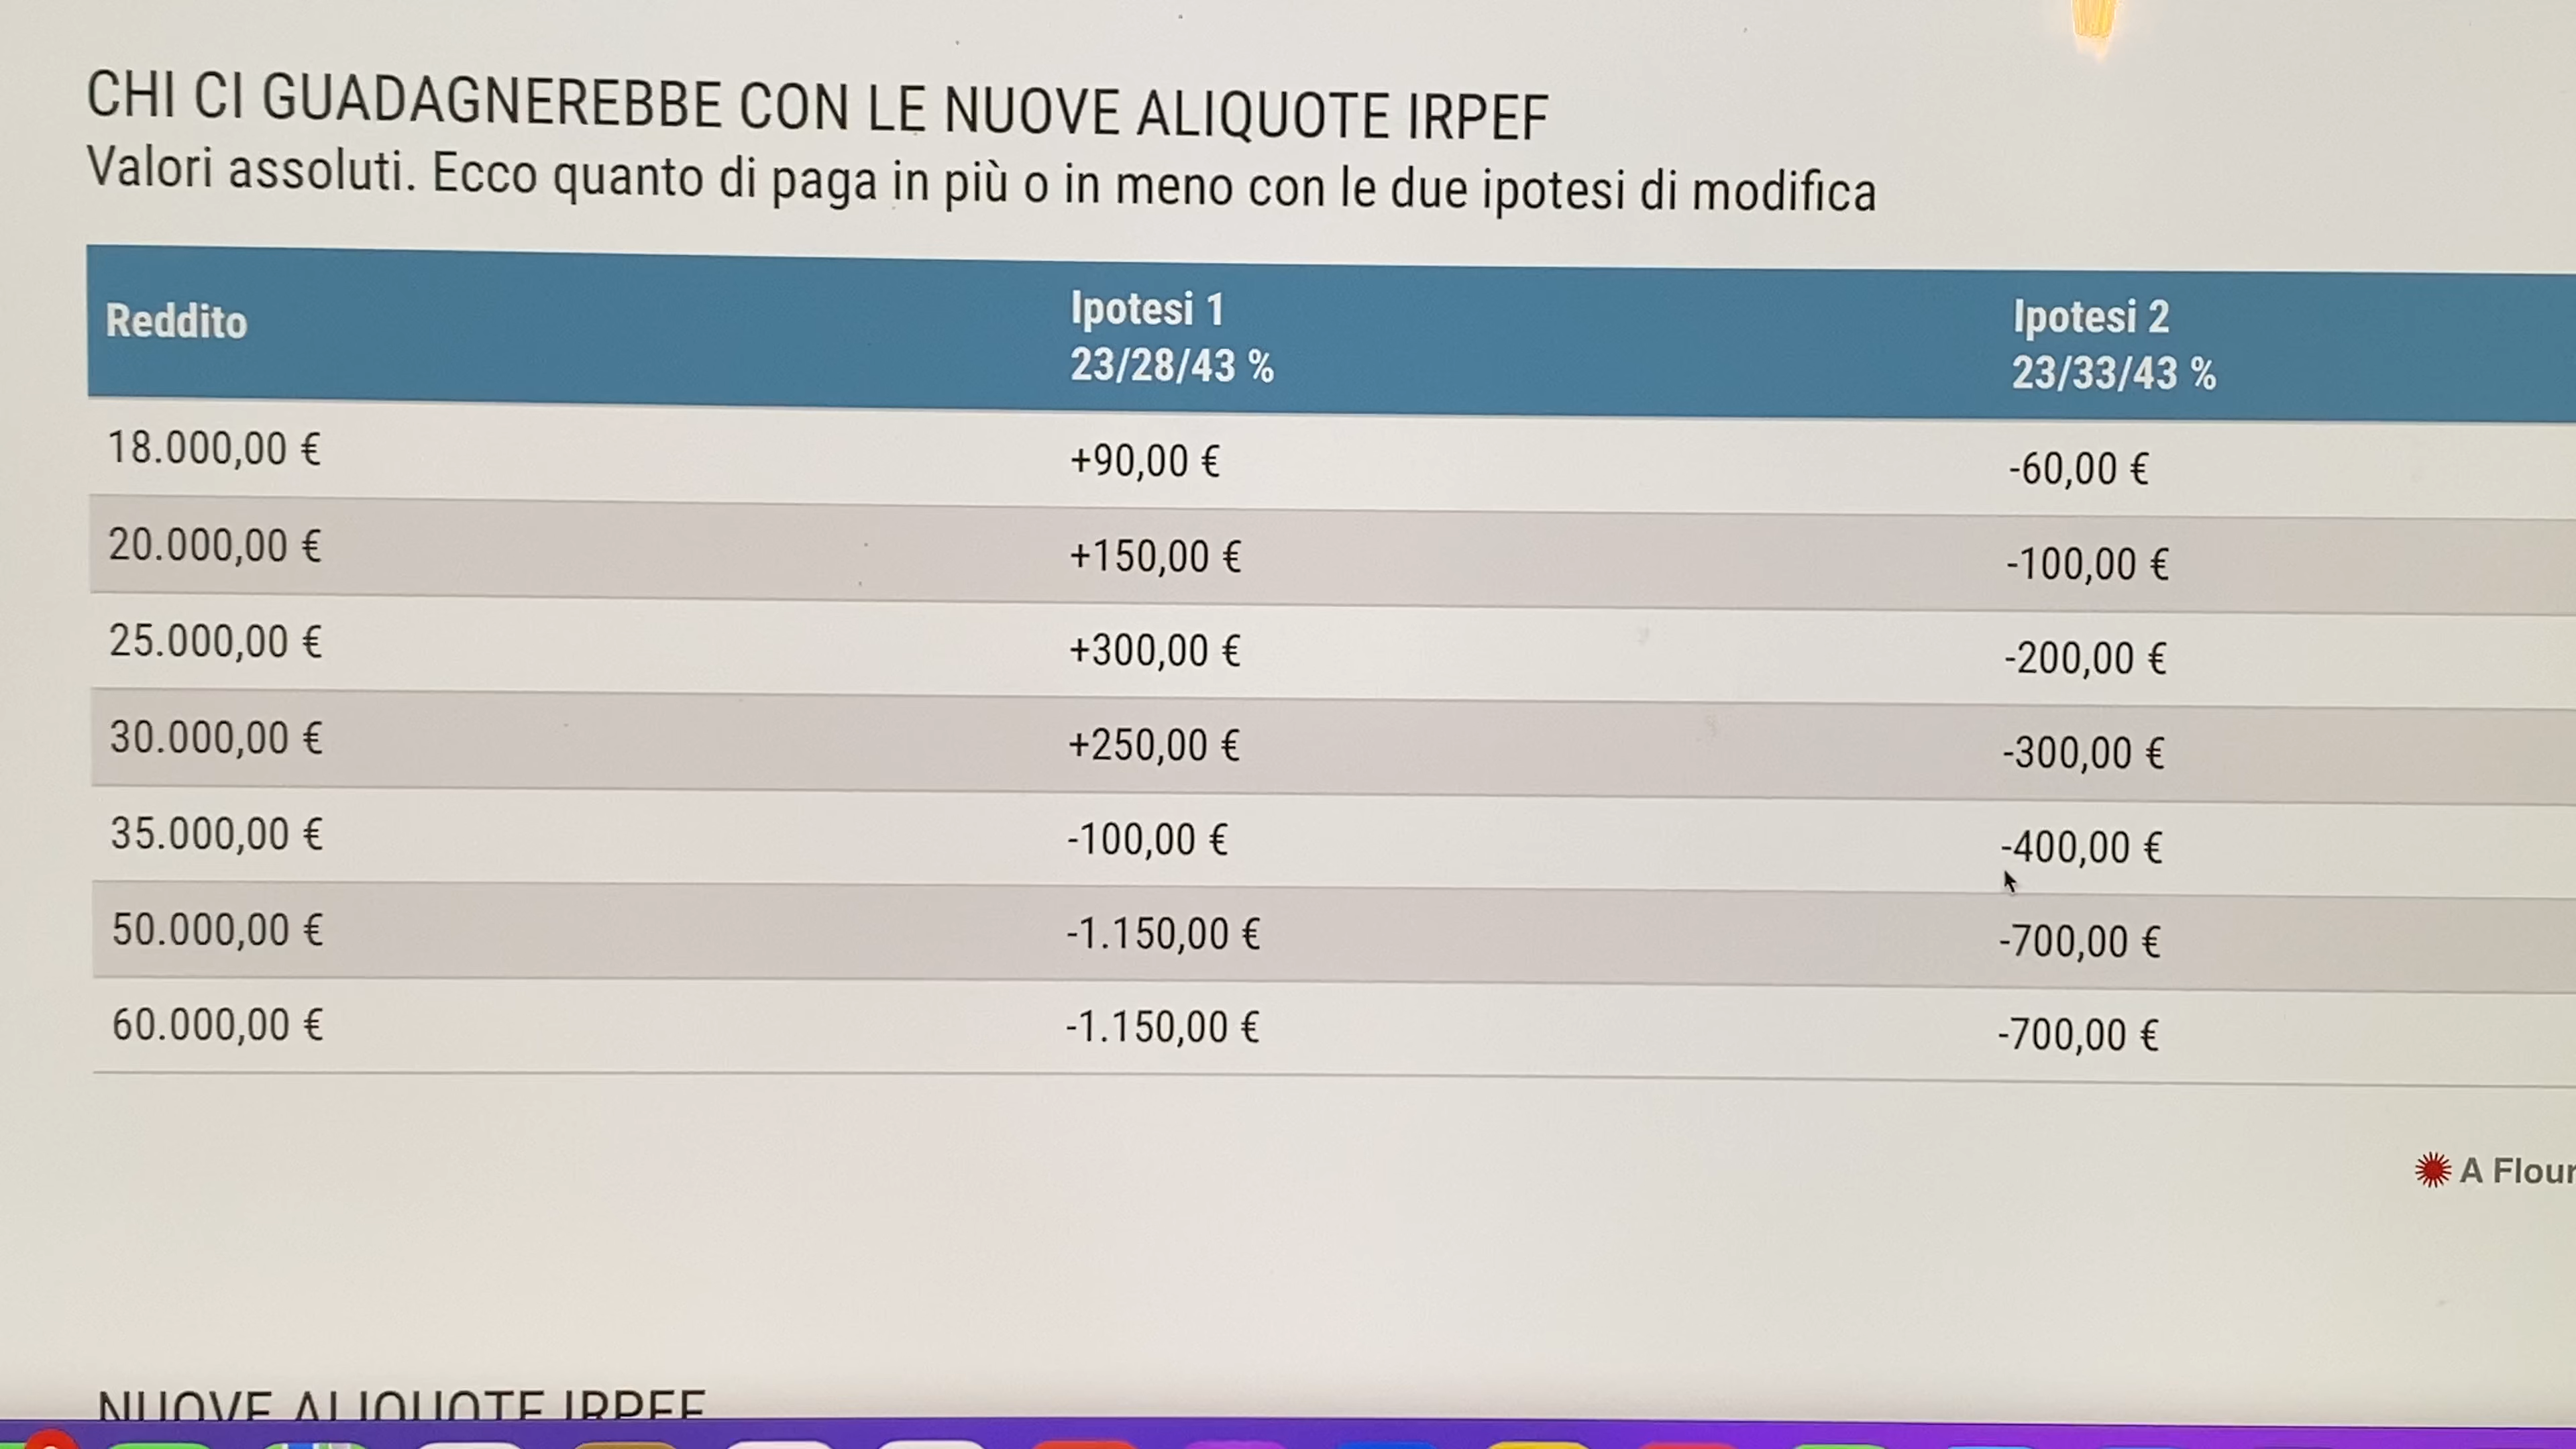 CHI CI GUADAGNEREBBE CON LE NUOVE ALIQUOTE IRPEF
Valori assoluti. Ecco quanto di paga in più o in meno con le due ipotesi di modifica
Reddito Ipotesi 1 23/28/43 % Ipotesi 2 23/33/43 %
18.000,00 € +90,00 € -60,00 €
20.000,00 € +150,00 € -100,00 €
25.000,00 € +300,00 € -200,00 €
30.000,00 € +250,00 € -300,00 €
35.000,00 € -100,00 € -400,00 €
50.000,00 € -1.150,00 € -700,00 €
60.000,00 € -1.150,00 € -700,00 €
A Flour
NUOVE ALIQUOTE IRPEF